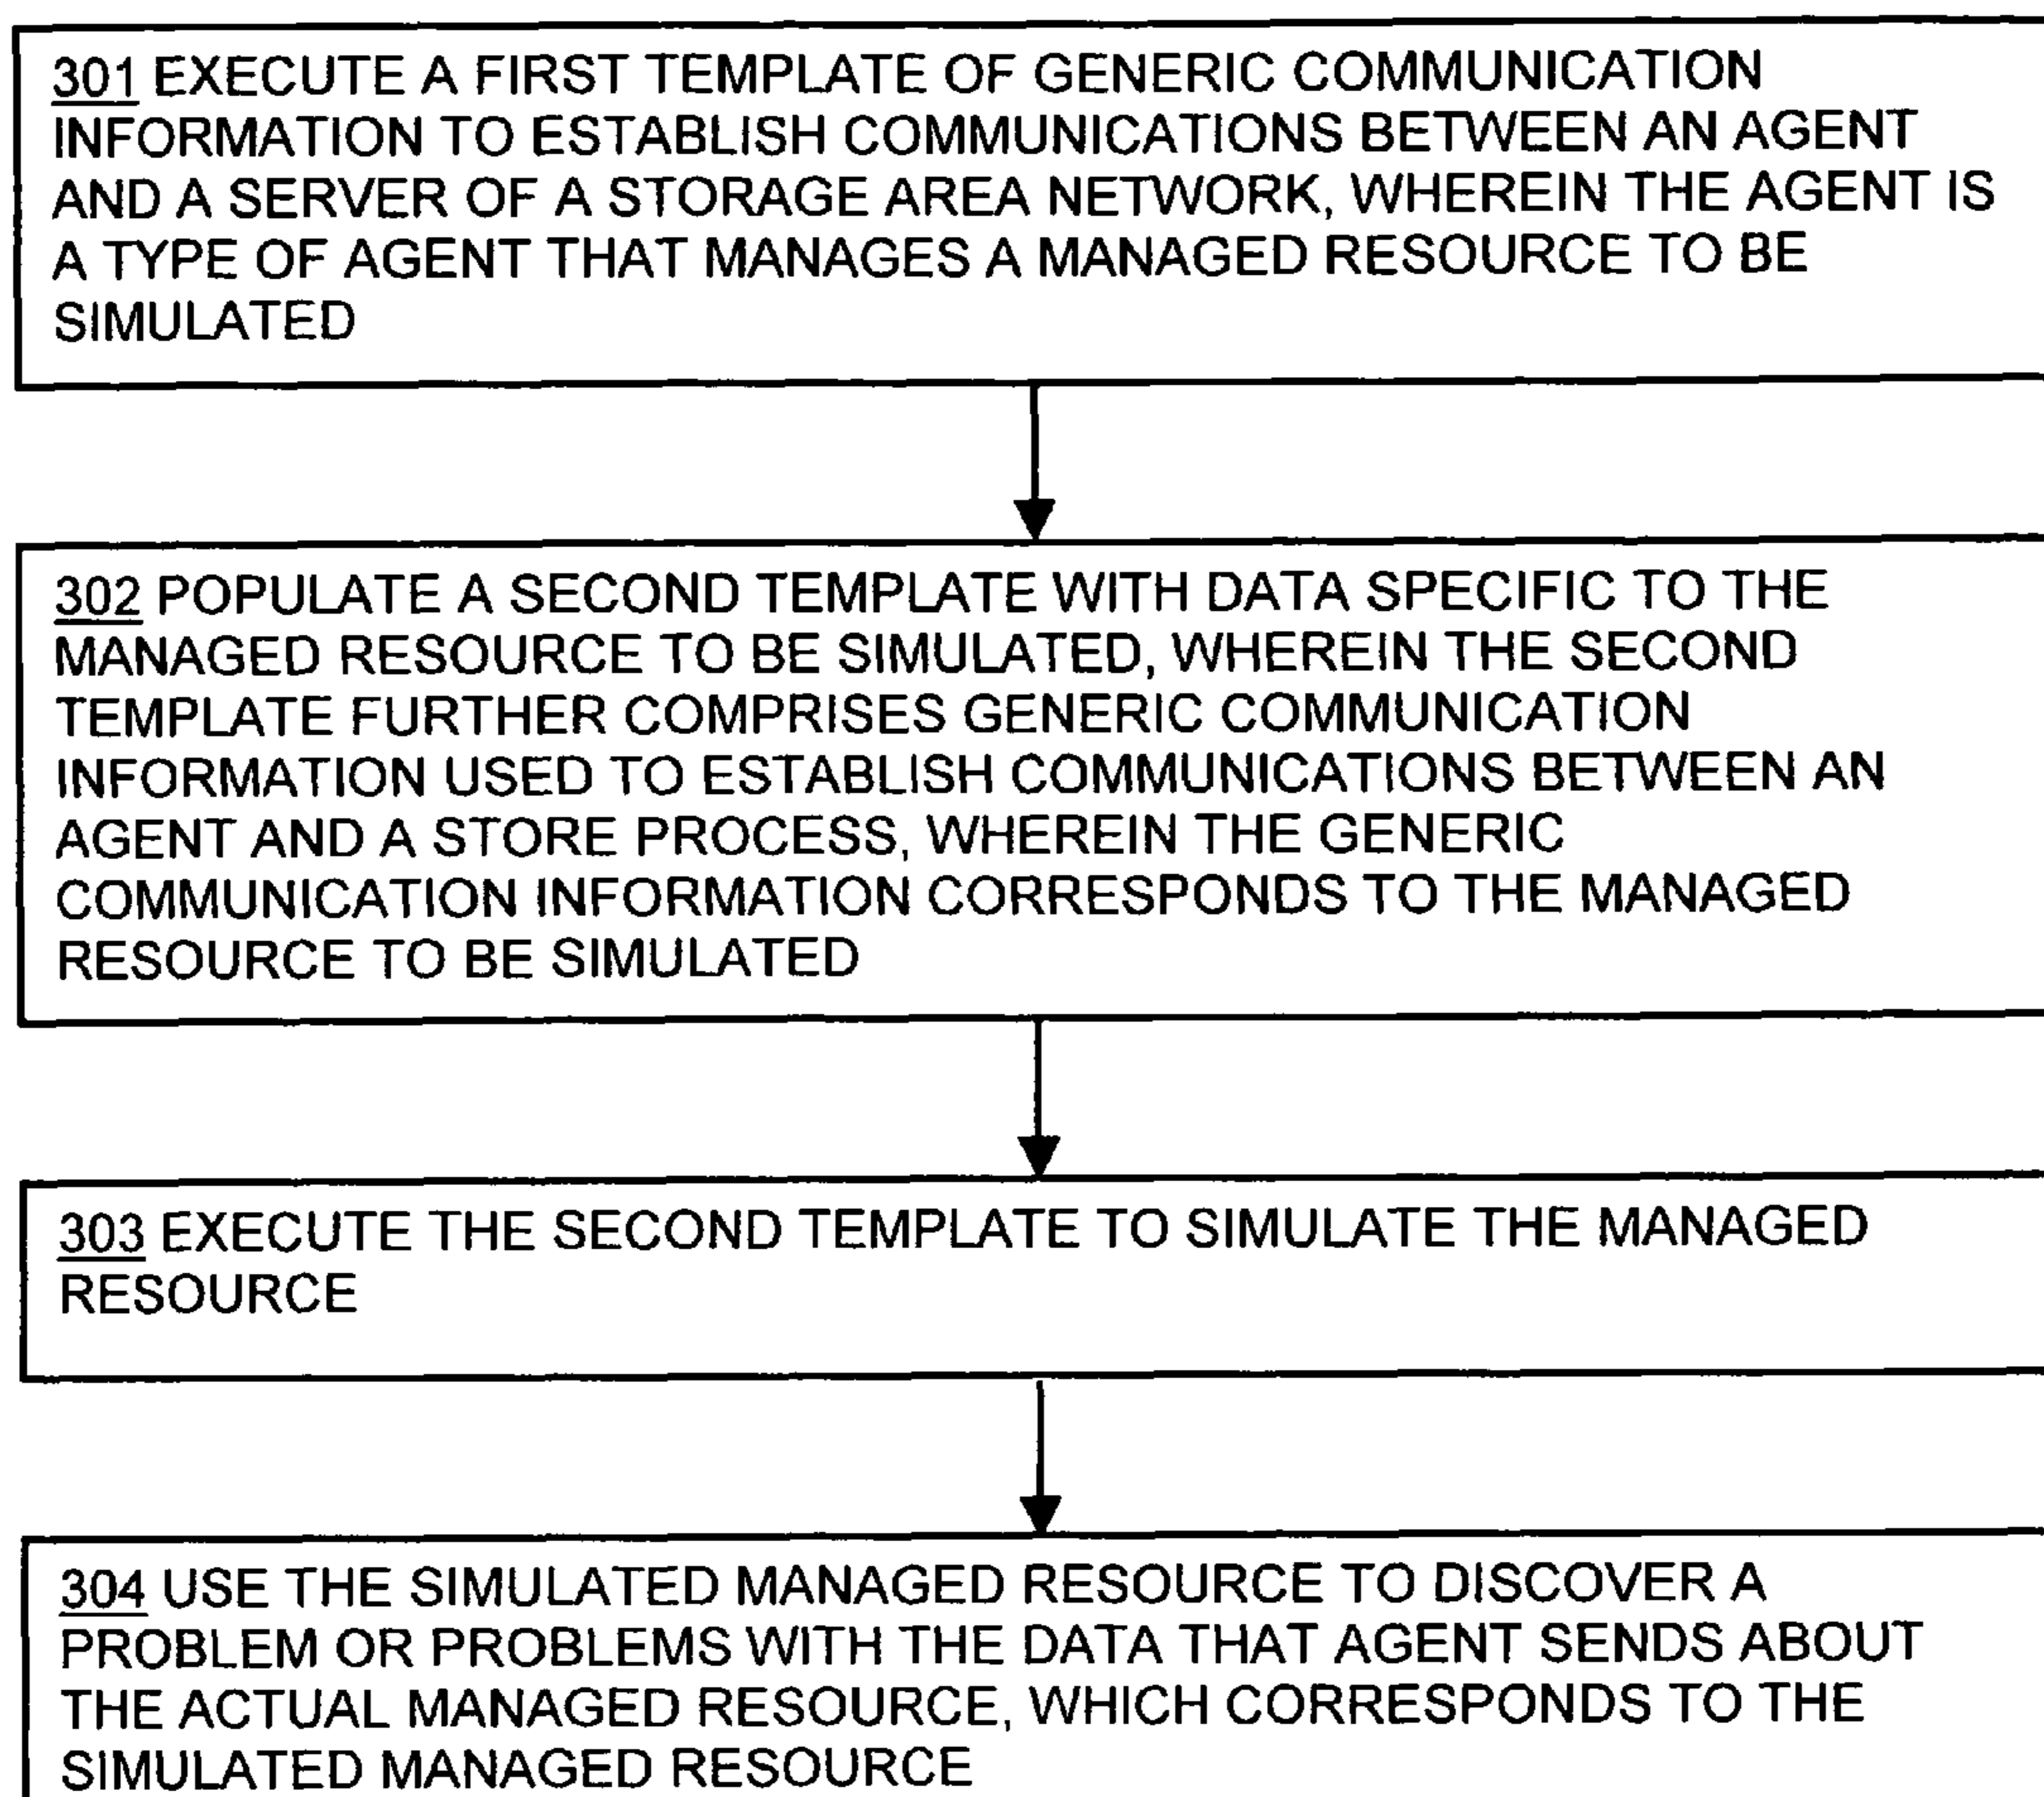 301 EXECUTE A FIRST TEMPLATE OF GENERIC COMMUNICATION
INFORMATION TO ESTABLISH COMMUNICATIONS BETWEEN AN AGENT
AND A SERVER OF A STORAGE AREA NETWORK, WHEREIN THE AGENT IS
A TYPE OF AGENT THAT MANAGES A MANAGED RESOURCE TO BE
SIMULATED
302 POPULATE A SECOND TEMPLATE WITH DATA SPECIFIC TO THE
MANAGED RESOURCE TO BE SIMULATED, WHEREIN THE SECOND
TEMPLATE FURTHER COMPRISES GENERIC COMMUNICATION
INFORMATION USED TO ESTABLISH COMMUNICATIONS BETWEEN AN
AGENT AND A STORE PROCESS, WHEREIN THE GENERIC
COMMUNICATION INFORMATION CORRESPONDS TO THE MANAGED
RESOURCE TO BE SIMULATED
303 EXECUTE THE SECOND TEMPLATE TO SIMULATE THE MANAGED
RESOURCE
304 USE THE SIMULATED MANAGED RESOURCE TO DISCOVER A
PROBLEM OR PROBLEMS WITH THE DATA THAT AGENT SENDS ABOUT
THE ACTUAL MANAGED RESOURCE, WHICH CORRESPONDS TO THE
SIMULATED MANAGED RESOURCE